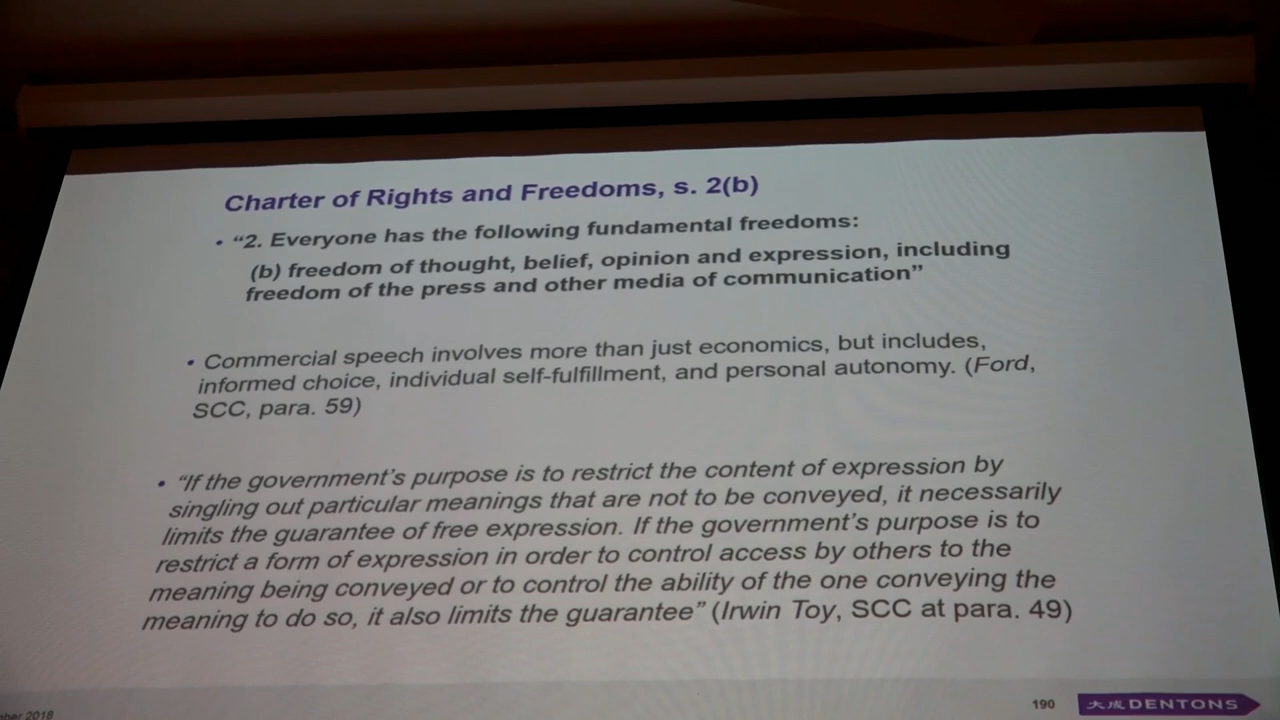 Charter of Rights and Freedoms, s. 2(b)
• “2. Everyone has the following fundamental freedoms:
(b) freedom of thought, belief, opinion and expression, including
freedom of the press and other media of communication”
• Commercial speech involves more than just economics, but includes,
informed choice, individual self-fulfillment, and personal autonomy. (Ford,
SCC, para. 59)
• “If the government’s purpose is to restrict the content of expression by
singling out particular meanings that are not to be conveyed, it necessarily
limits the guarantee of free expression. If the government’s purpose is to
restrict a form of expression in order to control access by others to the
meaning being conveyed or to control the ability of the one conveying the
meaning to do so, it also limits the guarantee” (Irwin Toy, SCC at para. 49)
2018
190
大成 DENTONS